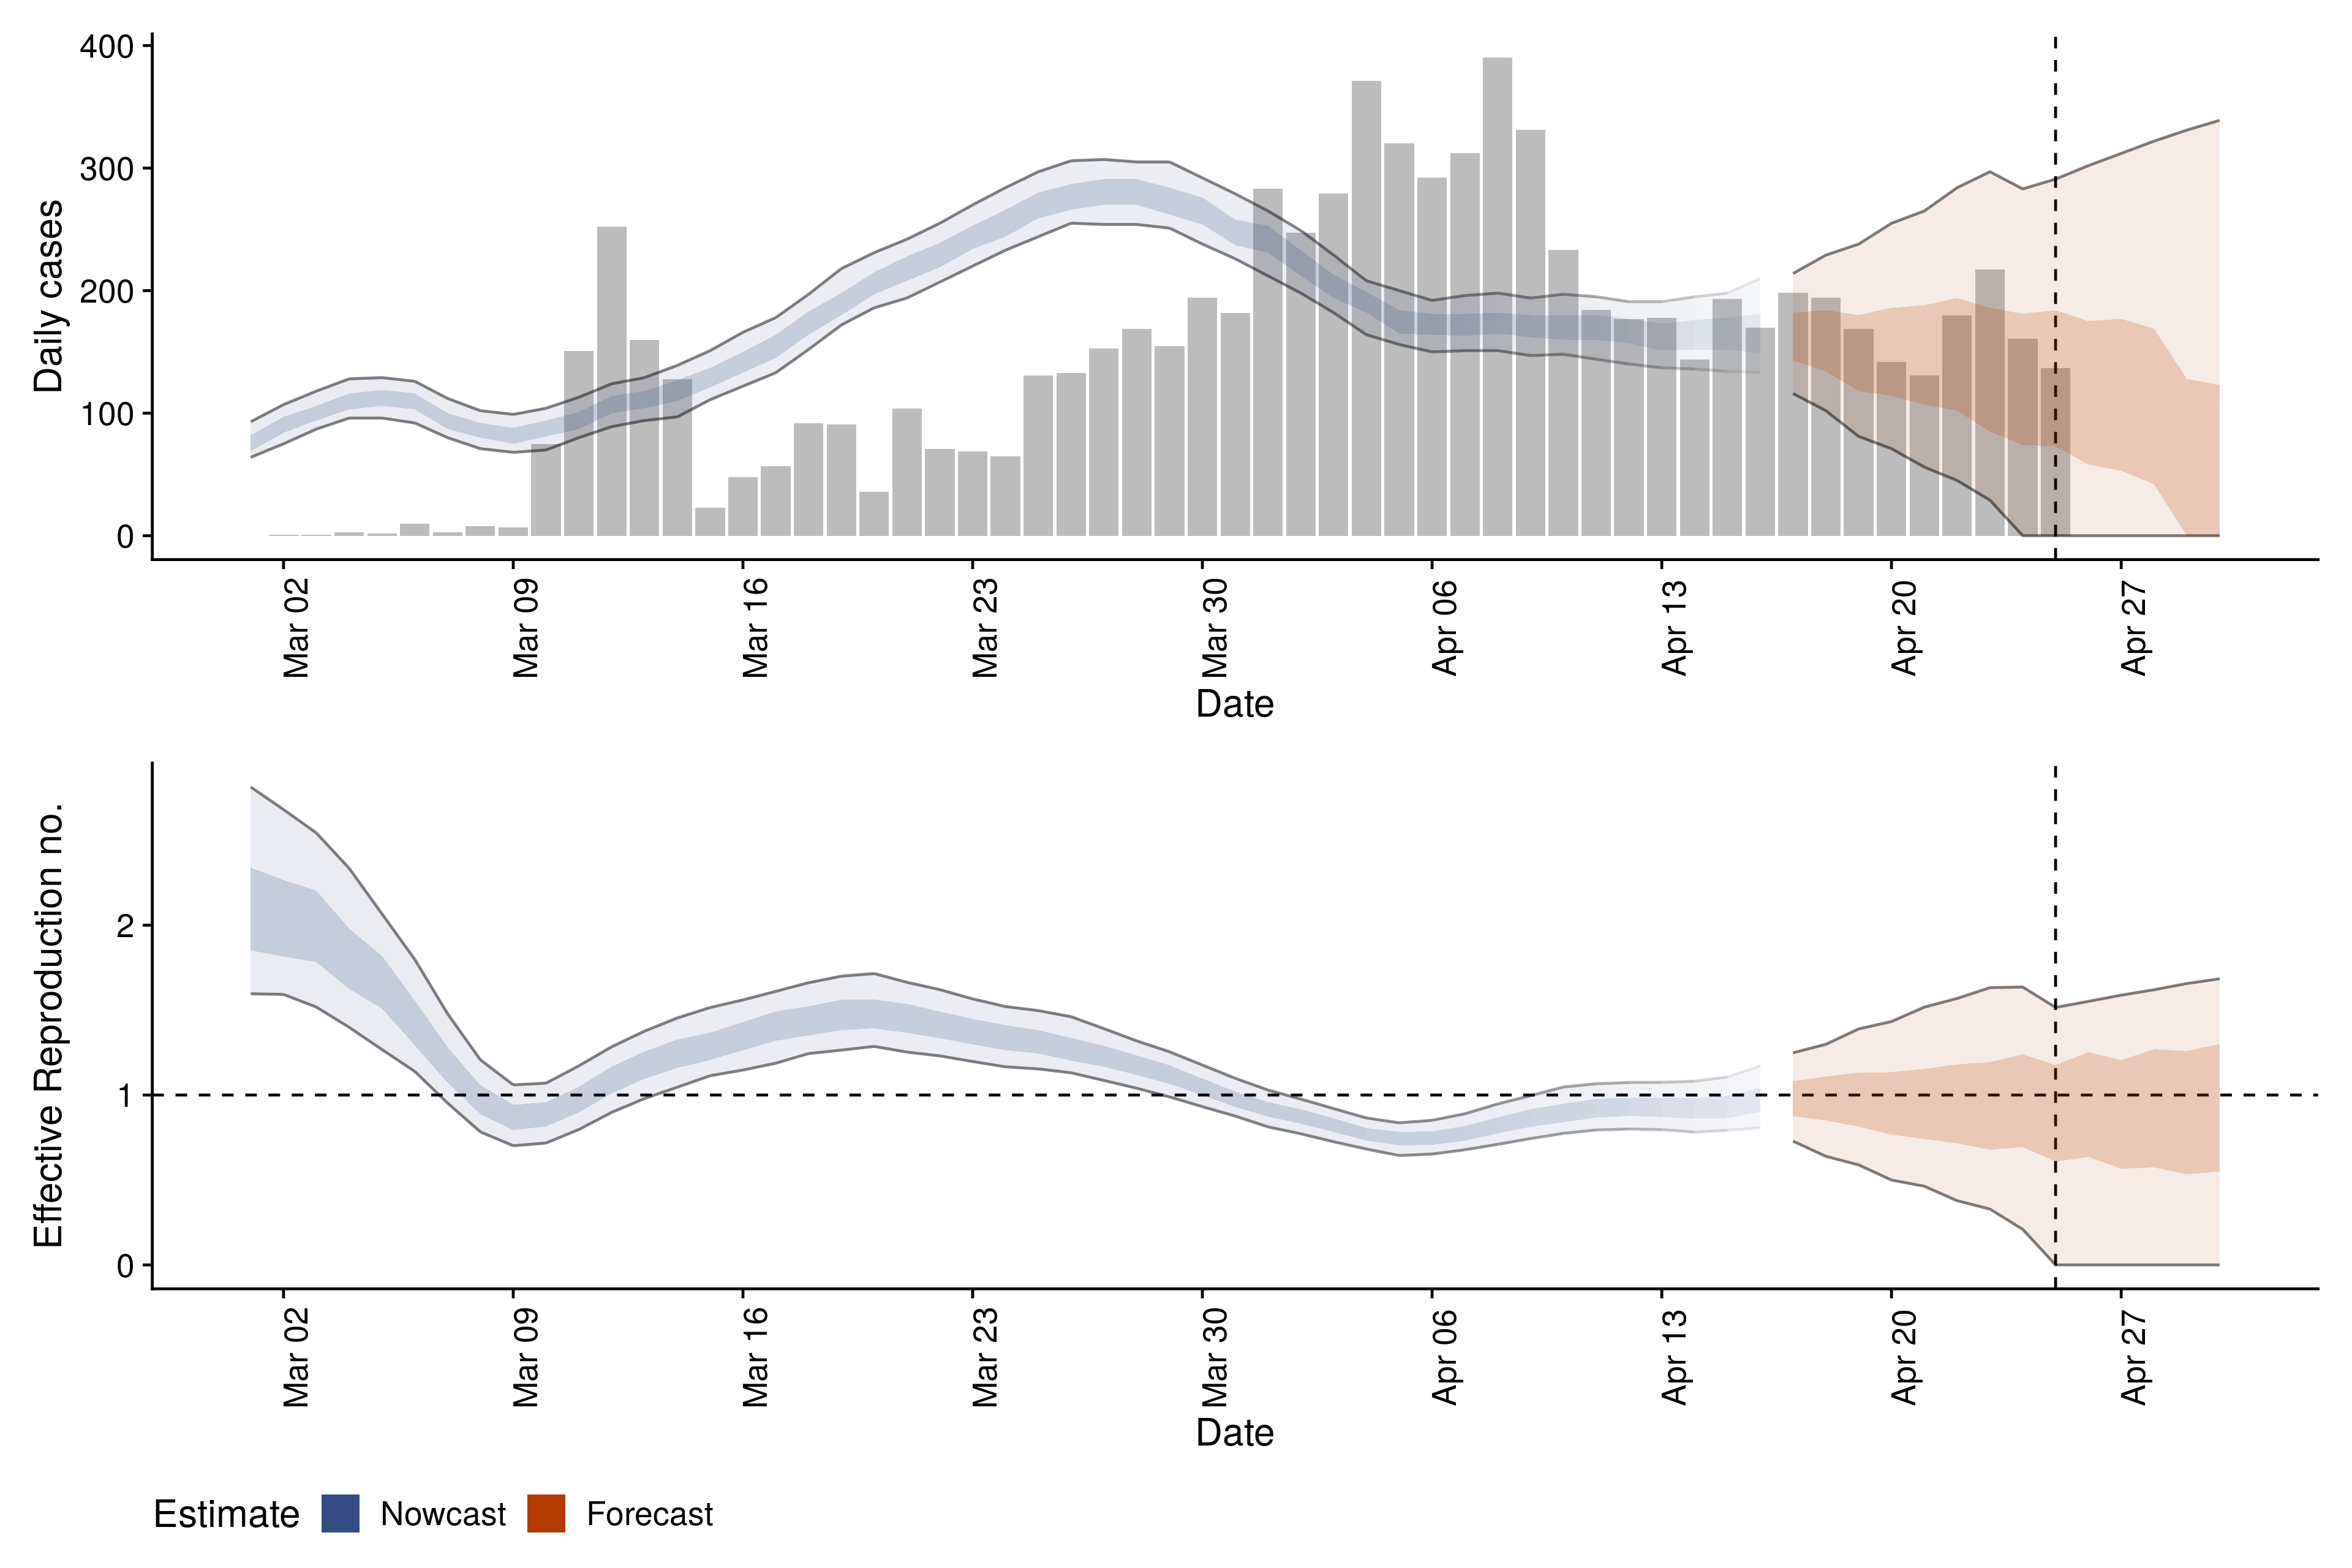 400
300
200
100
0
Daily cases
Mar 02
Mar 09
Mar 16
Mar 23
Mar 30
Apr 06
Apr 13
Apr 20
Apr 27
Date
2
1
0
Effective Reproduction no.
Mar 02
Mar 09
Mar 16
Mar 23
Mar 30
Apr 06
Apr 13
Apr 20
Apr 27
Date
Estimate Nowcast Forecast